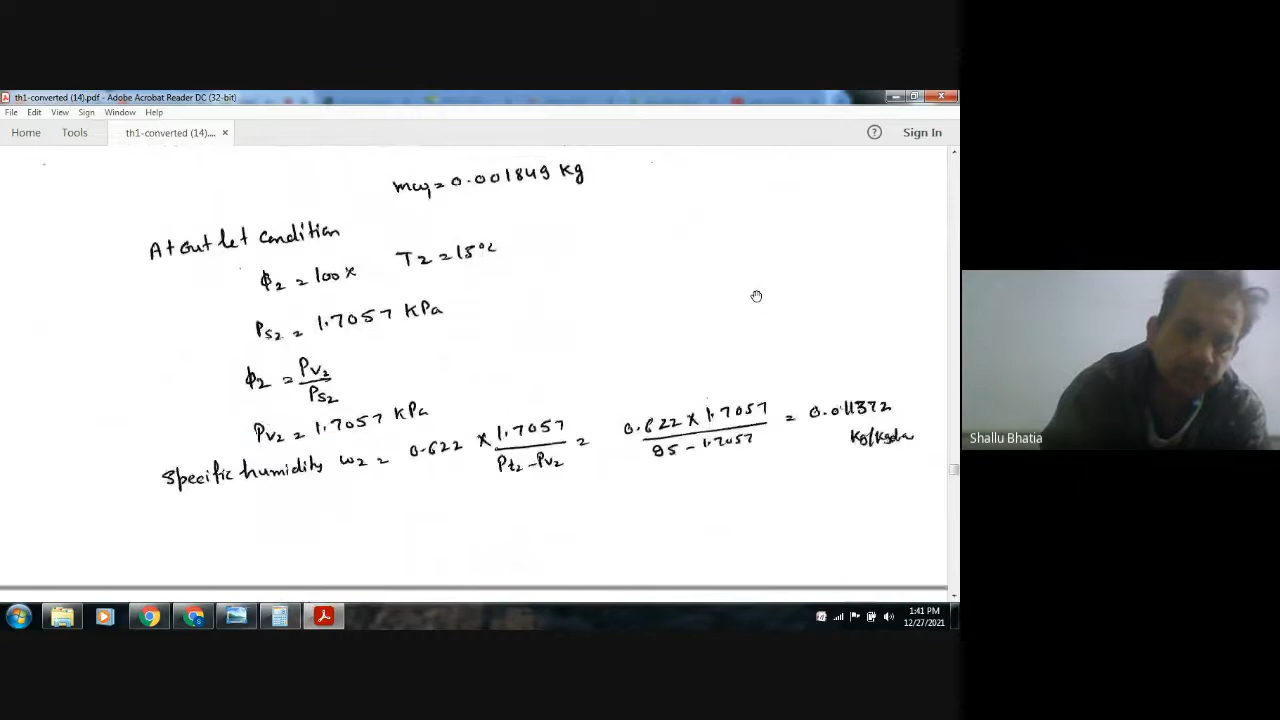 th1-converted (14).pdf - Adobe Acrobat Reader DC (32-bit)
File Edit View Sign Window Help
Home Tools th1-converted (14).... × ? Sign In
mw = 0.001849 kg
At outlet condition
ϕ2 = 100% T2 = 15°C
Ps2 = 1.7057 KPa
ϕ2 = Pv2 / Ps2
Pv2 = 1.7057 KPa
Specific humidity ω2 = 0.622 × 1.7057 / Pt2 - Pv2 = 0.622 × 1.7057 / 95 - 1.7057 = 0.011372
kg/kgda
Shallu Bhatia
1:41 PM
12/27/2021